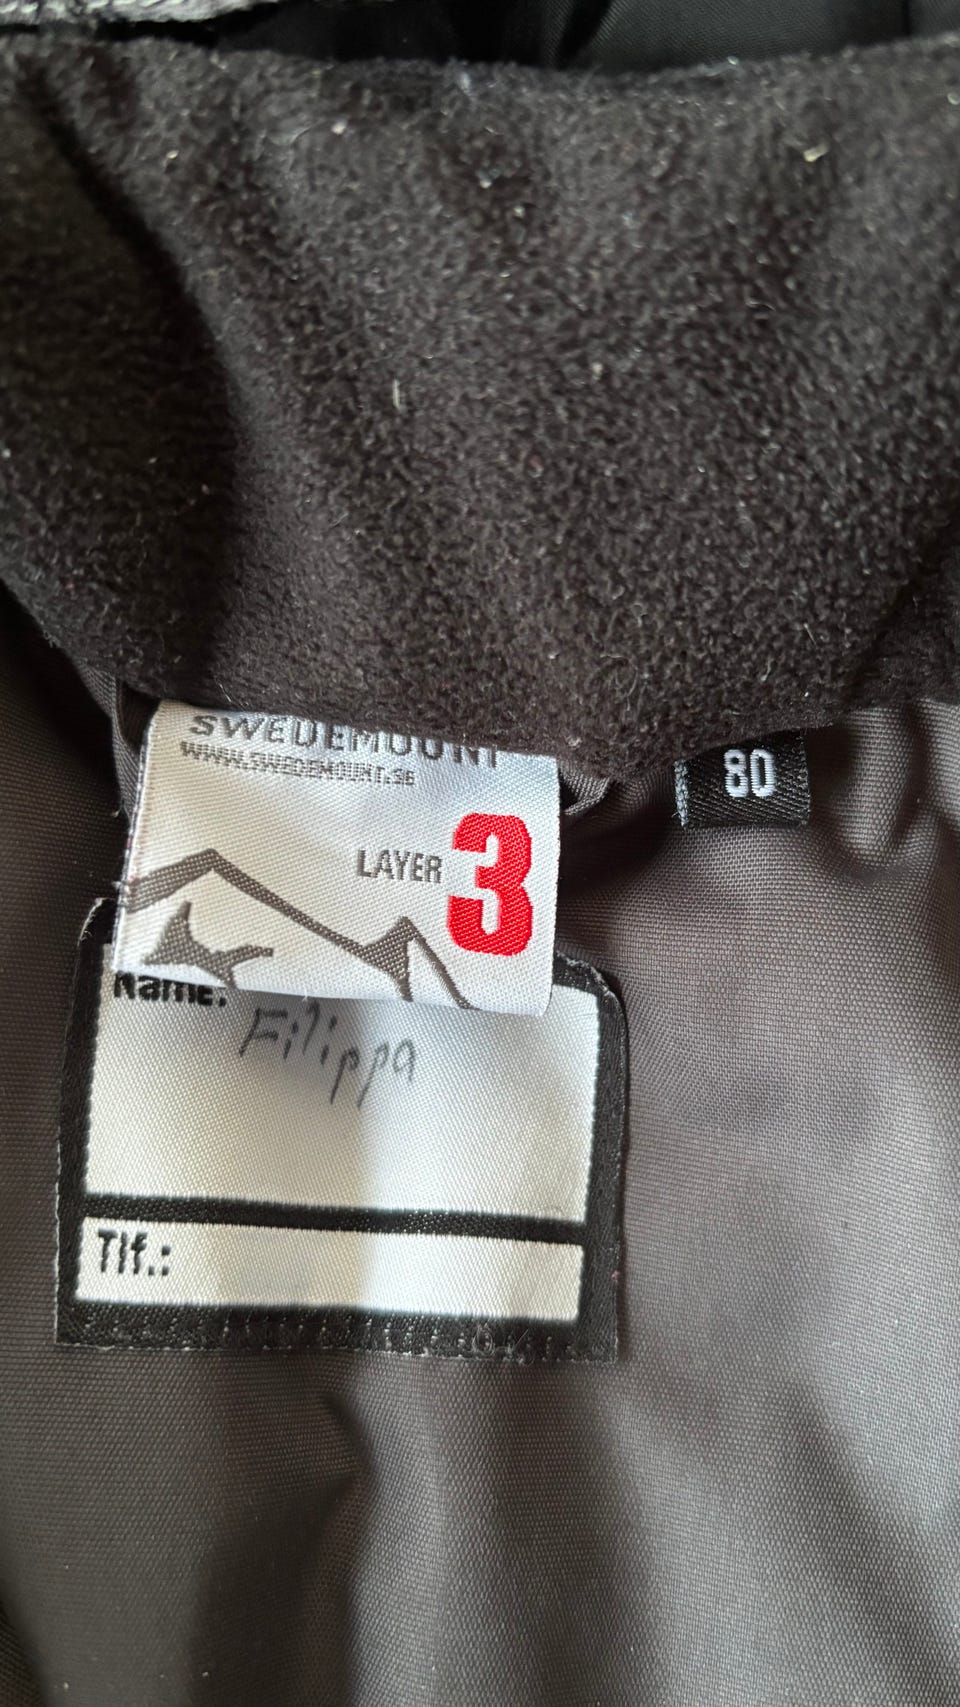 SWEDEMOUNT
WWW.SWEDEMOUNT.SE
LAYER 3
80
Name:
Filippa
Tlf.: